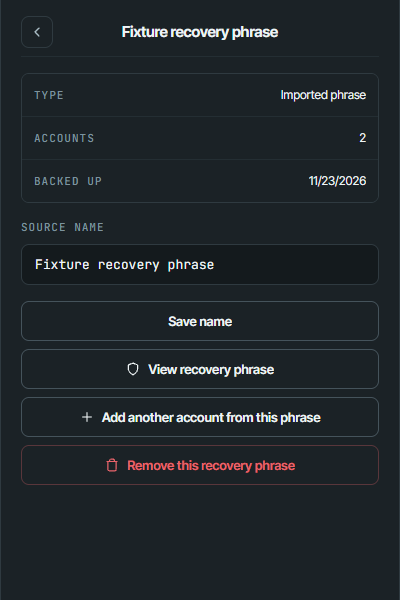 Fixture recovery phrase
TYPE
Imported phrase
ACCOUNTS
2
BACKED UP
11/23/2026
SOURCE NAME
Fixture recovery phrase
Save name
View recovery phrase
Add another account from this phrase
Remove this recovery phrase